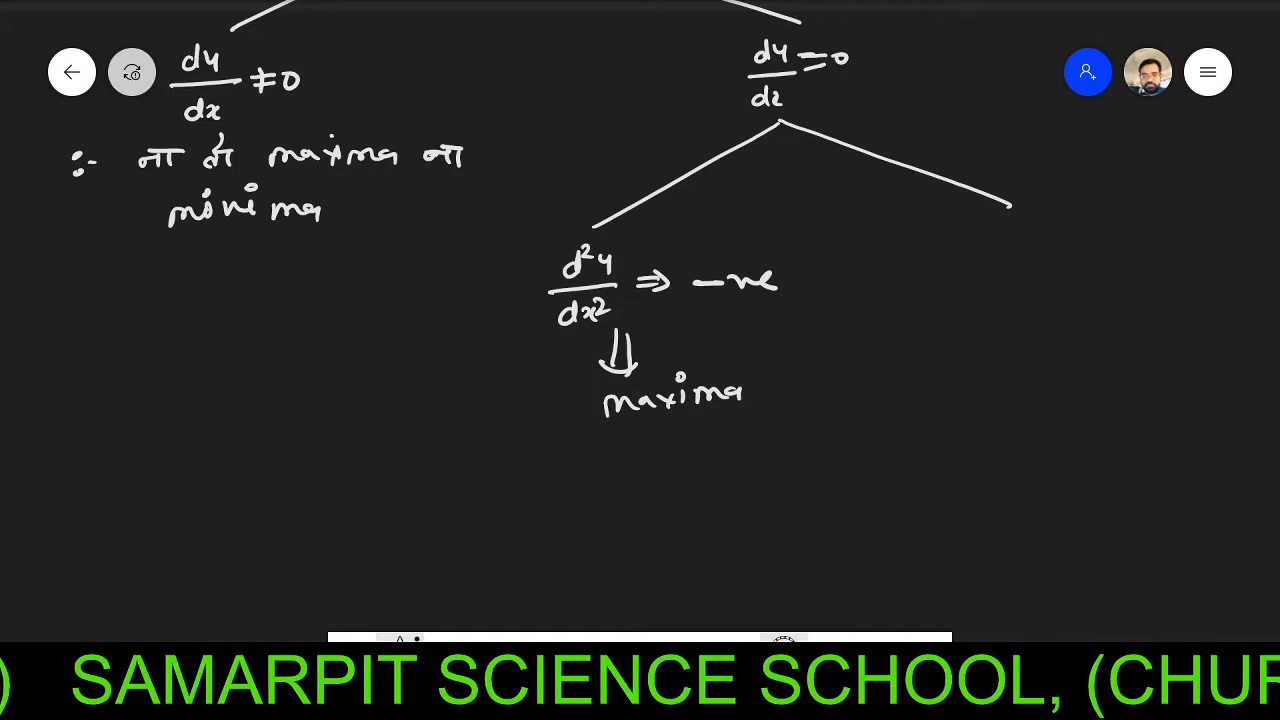 dy/dx ≠ 0
dy/dx = 0
∴ ना तो maxima ना
minima
d²y/dx² ⇒ -ve
⇓
maxima
) SAMARPIT SCIENCE SCHOOL, (CHUR